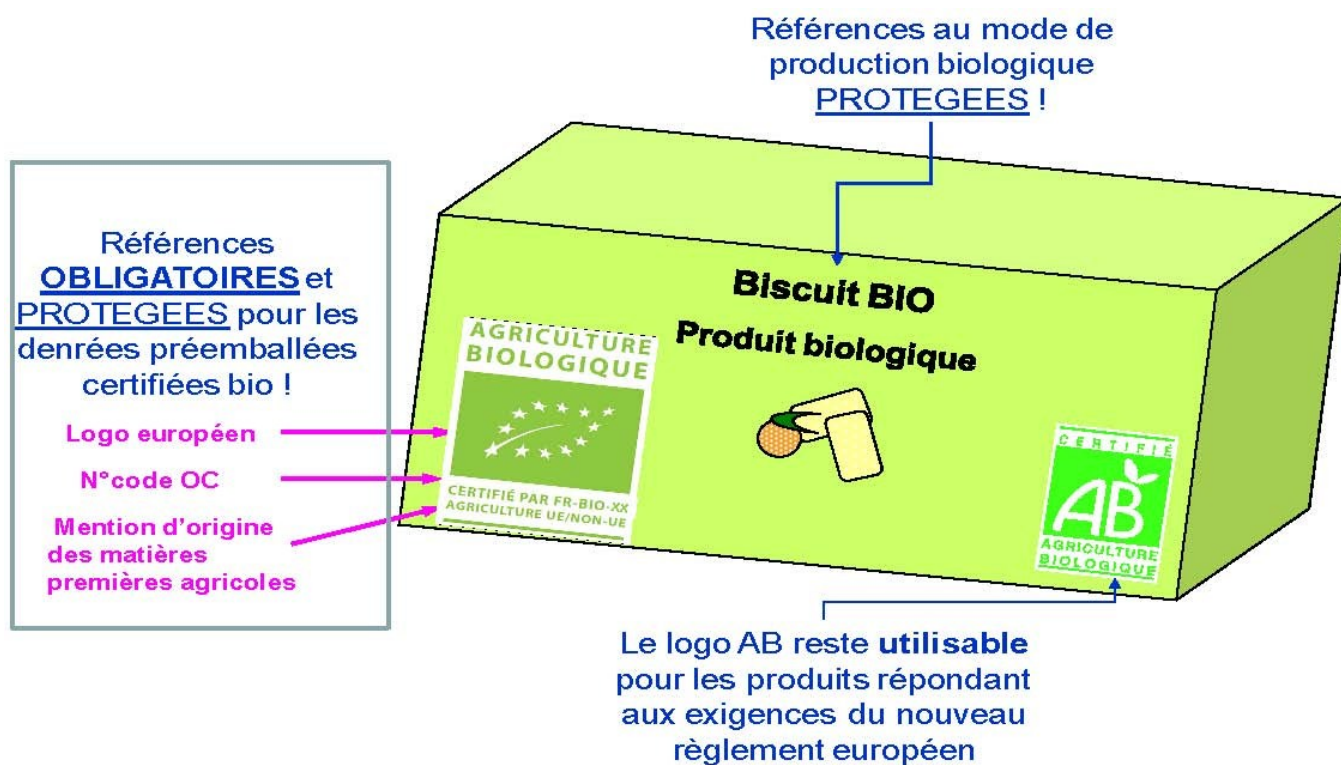 Références au mode de
production biologique
PROTEGEES !
Références
OBLIGATOIRES et
PROTEGEES pour les
denrées préemballées
certifiées bio !
Logo européen
N°code OC
Mention d'origine
des matières
premières agricoles
Biscuit BIO
Produit biologique
AGRICULTURE
BIOLOGIQUE
CERTIFIÉ PAR FR-BIO-XX
AGRICULTURE UE/NON-UE
CERTIFIÉ
AB
AGRICULTURE
BIOLOGIQUE
Le logo AB reste utilisable
pour les produits répondant
aux exigences du nouveau
règlement européen